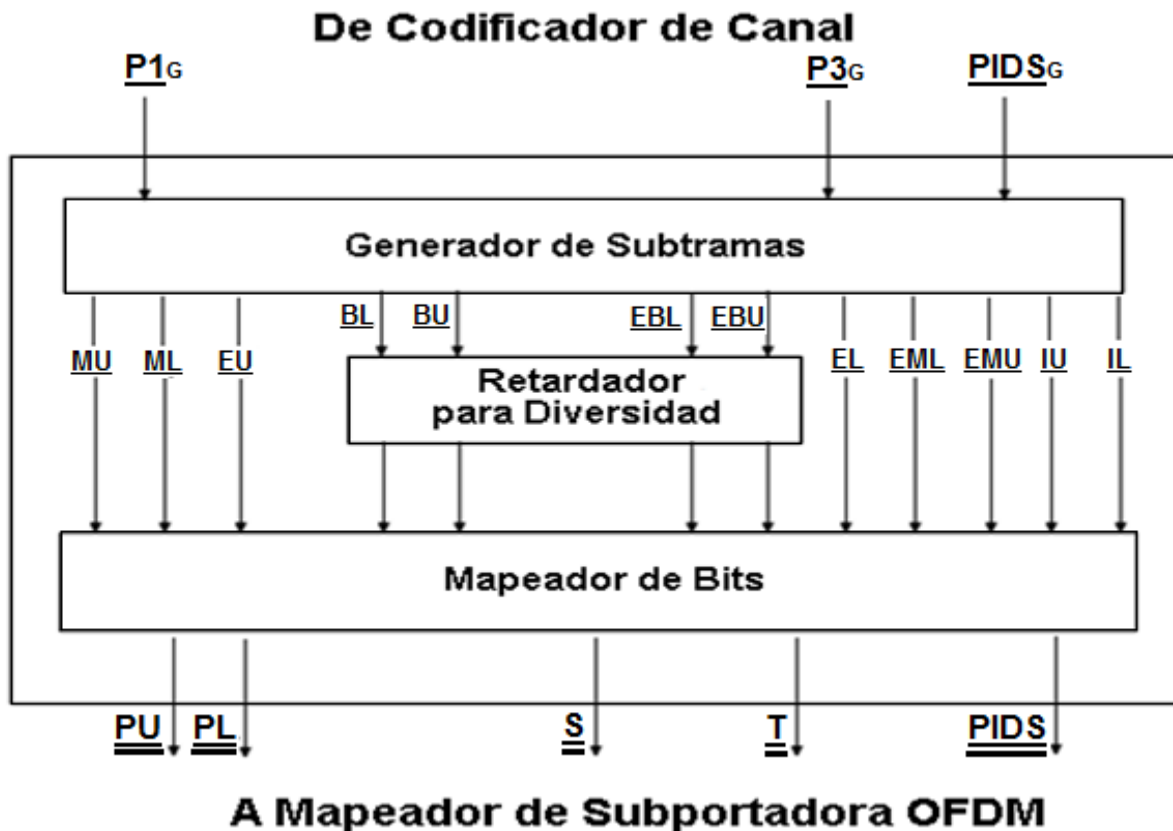 De Codificador de Canal
P1G P3G PIDSG
Generador de Subtramas
BL BU EBL EBU
MU ML EU EL EML EMU IU IL
Retardador
para Diversidad
Mapeador de Bits
PU PL S T PIDS
A Mapeador de Subportadora OFDM